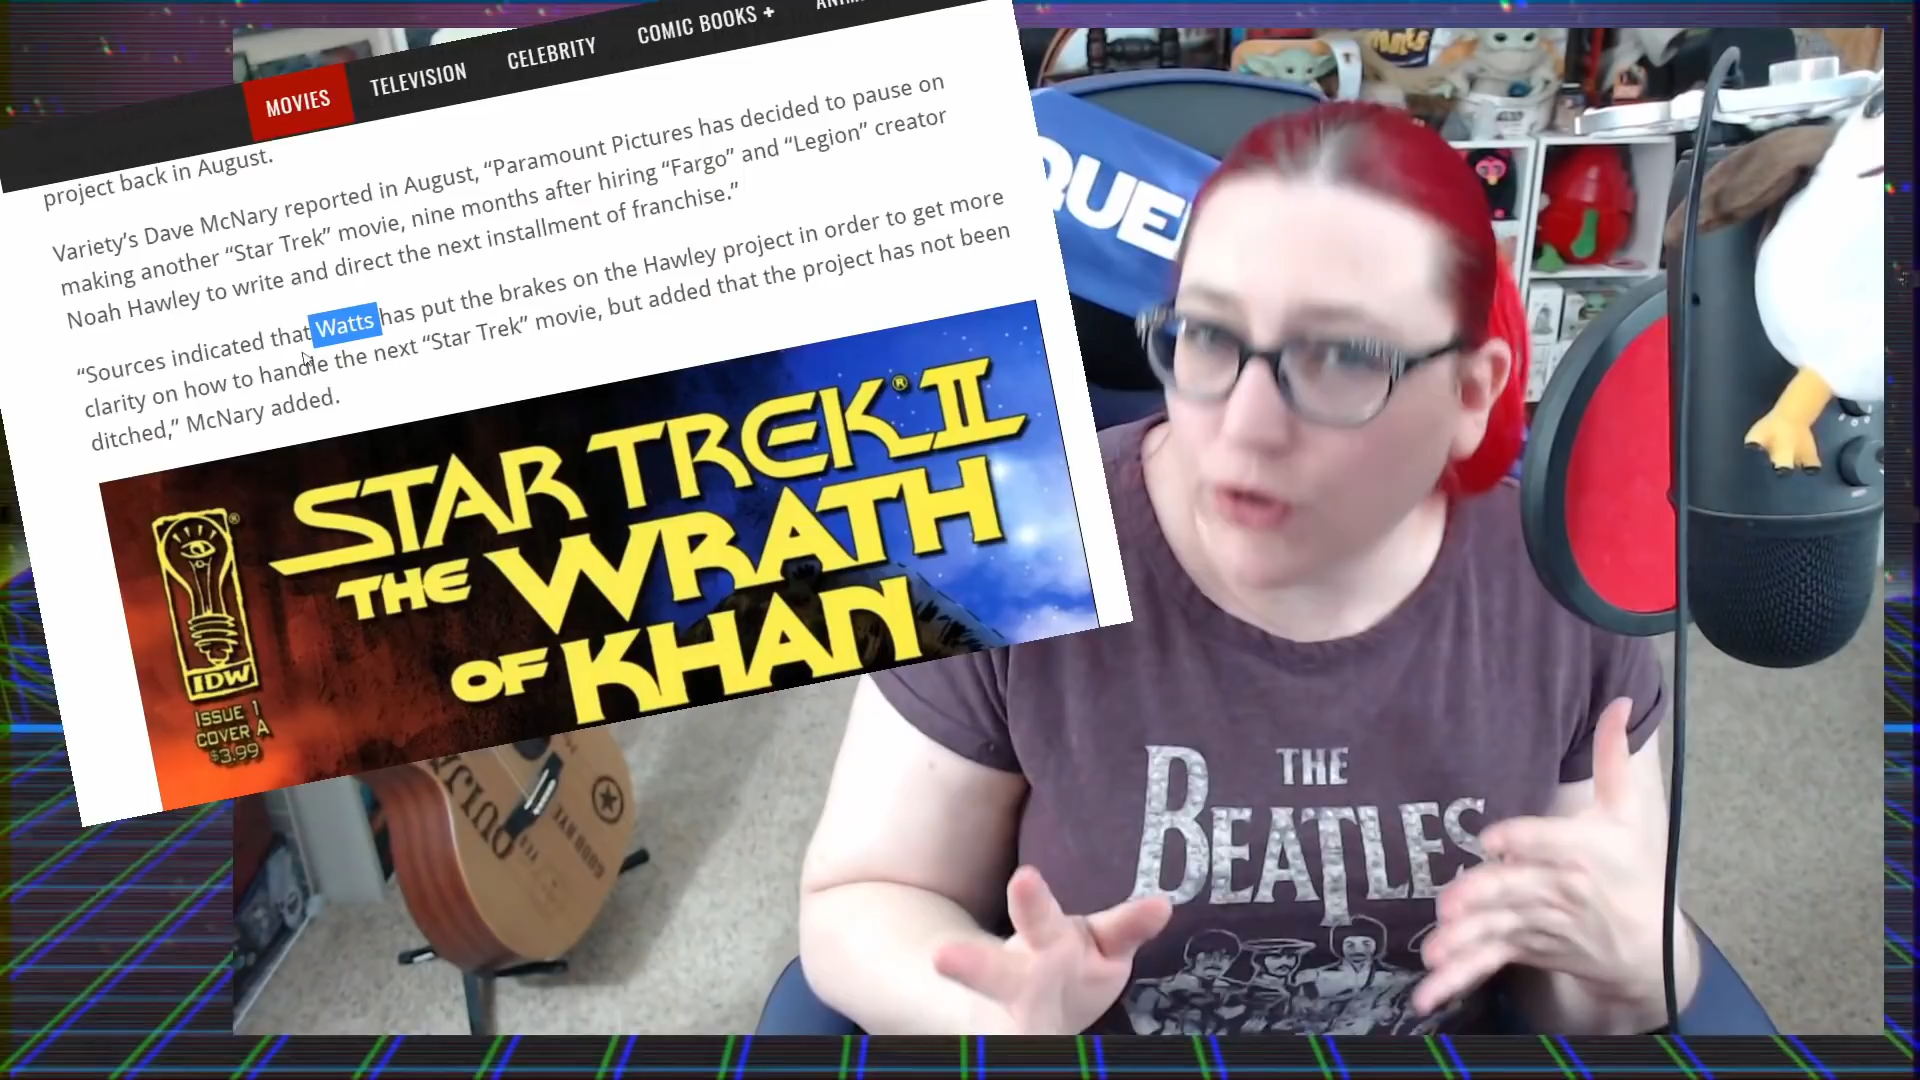 MOVIES TELEVISION CELEBRITY COMIC BOOKS +
project back in August.
Variety’s Dave McNary reported in August, “Paramount Pictures has decided to pause on
making another “Star Trek” movie, nine months after hiring “Fargo” and “Legion” creator
Noah Hawley to write and direct the next installment of franchise.”
“Sources indicated that Watts has put the brakes on the Hawley project in order to get more
clarity on how to handle the next “Star Trek” movie, but added that the project has not been
ditched,” McNary added.
STAR TREK® II
THE WRATH
OF KHAN
®
IDW
ISSUE 1
COVER A
$3.99
QUE
THE
BEATLES